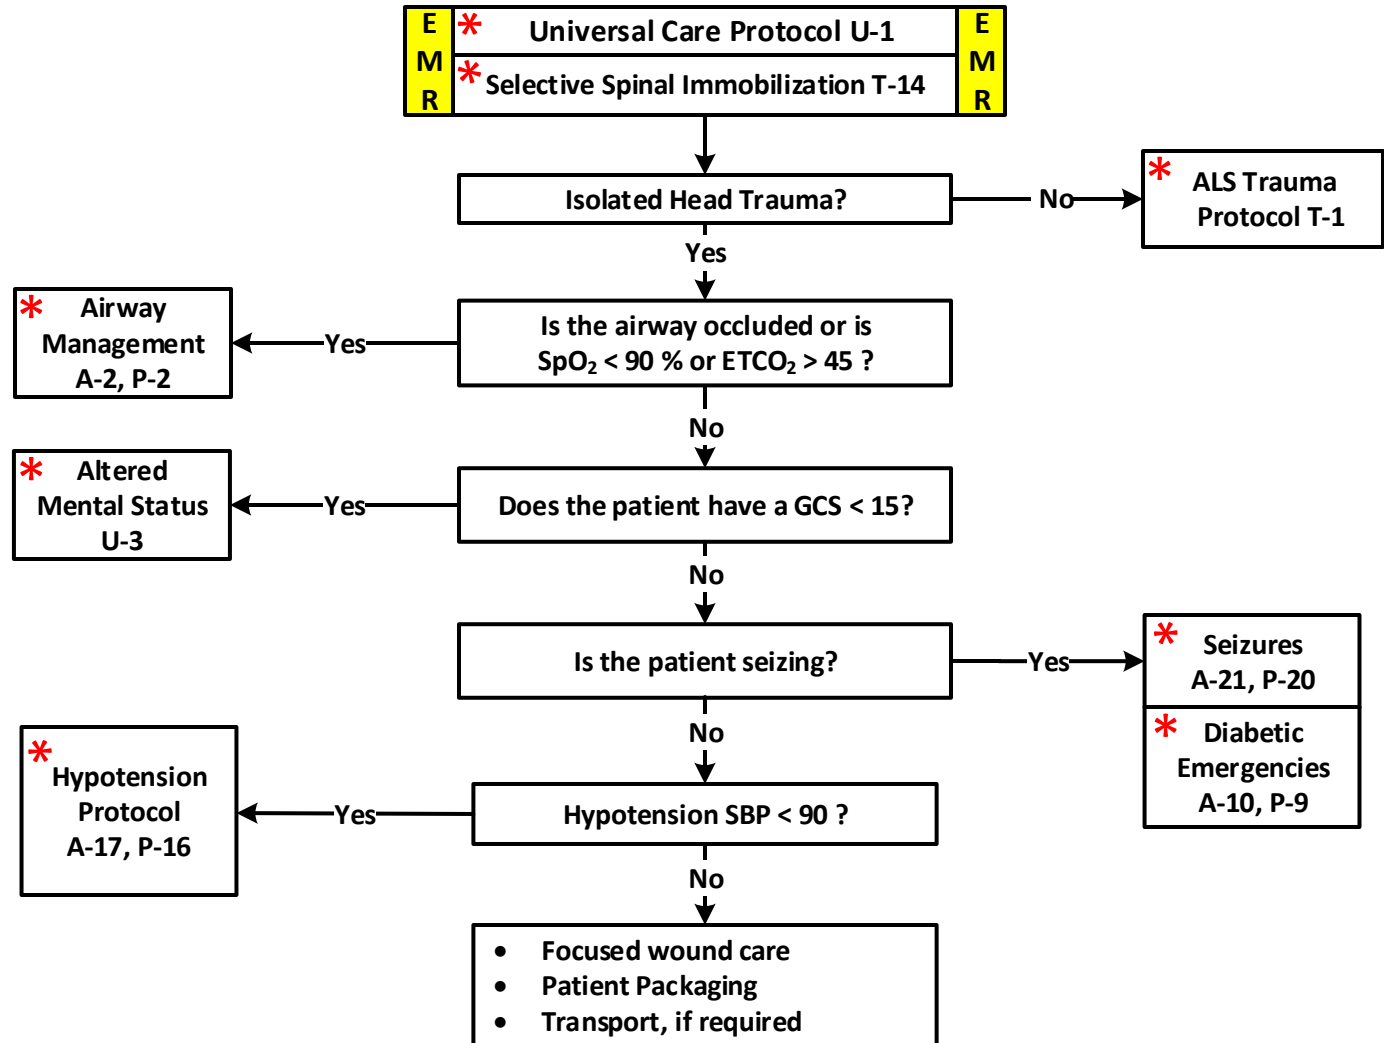 E
M
R
* Universal Care Protocol U-1
* Selective Spinal Immobilization T-14
E
M
R
Isolated Head Trauma?
No
* ALS Trauma
Protocol T-1
Yes
Is the airway occluded or is
SpO₂ < 90 % or ETCO₂ > 45 ?
Yes
* Airway
Management
A-2, P-2
No
Does the patient have a GCS < 15?
Yes
* Altered
Mental Status
U-3
No
Is the patient seizing?
Yes
* Seizures
A-21, P-20
* Diabetic
Emergencies
A-10, P-9
No
Hypotension SBP < 90 ?
Yes
* Hypotension
Protocol
A-17, P-16
No
• Focused wound care
• Patient Packaging
• Transport, if required